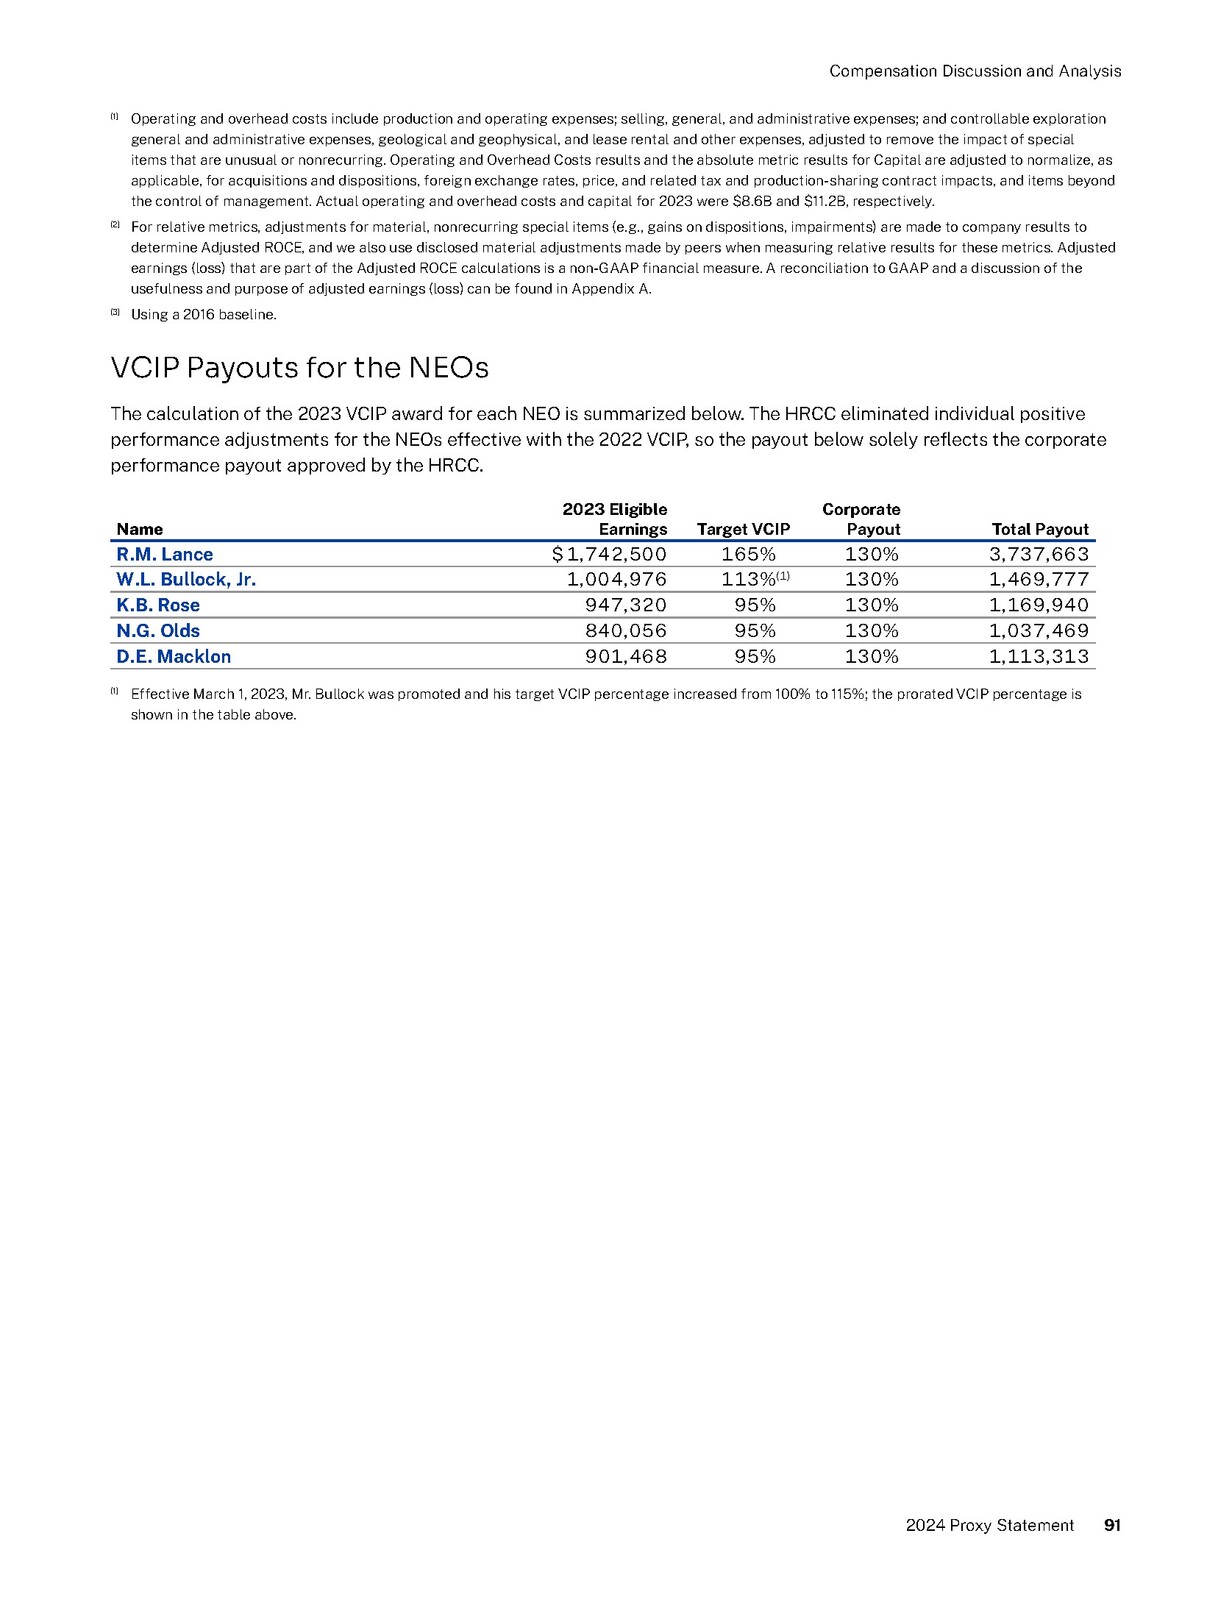 Compensation Discussion and Analysis
(1) Operating and overhead costs include production and operating expenses; selling, general, and administrative expenses; and controllable exploration
general and administrative expenses, geological and geophysical, and lease rental and other expenses, adjusted to remove the impact of special
items that are unusual or nonrecurring. Operating and Overhead Costs results and the absolute metric results for Capital are adjusted to normalize, as
applicable, for acquisitions and dispositions, foreign exchange rates, price, and related tax and production-sharing contract impacts, and items beyond
the control of management. Actual operating and overhead costs and capital for 2023 were $8.6B and $11.2B, respectively.
(2) For relative metrics, adjustments for material, nonrecurring special items (e.g., gains on dispositions, impairments) are made to company results to
determine Adjusted ROCE, and we also use disclosed material adjustments made by peers when measuring relative results for these metrics. Adjusted
earnings (loss) that are part of the Adjusted ROCE calculations is a non-GAAP financial measure. A reconciliation to GAAP and a discussion of the
usefulness and purpose of adjusted earnings (loss) can be found in Appendix A.
(3) Using a 2016 baseline.
VCIP Payouts for the NEOs
The calculation of the 2023 VCIP award for each NEO is summarized below. The HRCC eliminated individual positive
performance adjustments for the NEOs effective with the 2022 VCIP, so the payout below solely reflects the corporate
performance payout approved by the HRCC.
2023 Eligible Corporate
Name Earnings Target VCIP Payout Total Payout
R.M. Lance $1,742,500 165% 130% 3,737,663
W.L. Bullock, Jr. 1,004,976 113%(1) 130% 1,469,777
K.B. Rose 947,320 95% 130% 1,169,940
N.G. Olds 840,056 95% 130% 1,037,469
D.E. Macklon 901,468 95% 130% 1,113,313
(1) Effective March 1, 2023, Mr. Bullock was promoted and his target VCIP percentage increased from 100% to 115%; the prorated VCIP percentage is
shown in the table above.
2024 Proxy Statement 91